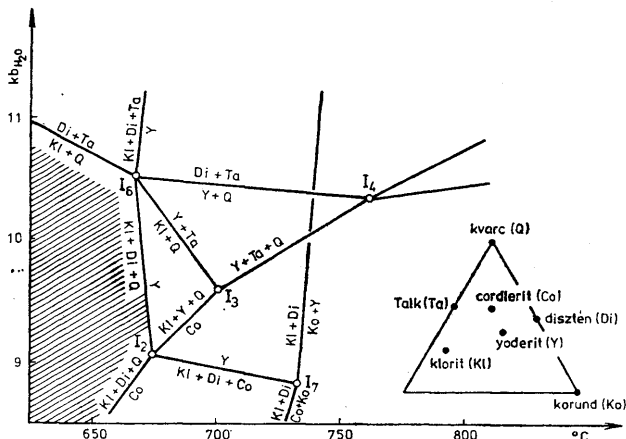 kbH₂O
11
10
9
650
700
750
800
°C
Di+Ta
Kl+Q
Kl+Di+Ta
Y
I₆
Di+Ta
Y+Q
I₄
Y+Ta
Kl+Q
Kl+Di+Q
Y
Y+Ta+Q
I₃
Kl+Y+Q
Co
Kl+Di
Ko+Y
I₂
Y
Kl+Di+Co
I₇
Kl+Di+Q
Co
Kl+Di
Co+Ko
kvarc (Q)
Talk (Ta)
cordierit (Co)
disztén (Di)
yoderit (Y)
klorit (Kl)
korund (Ko)